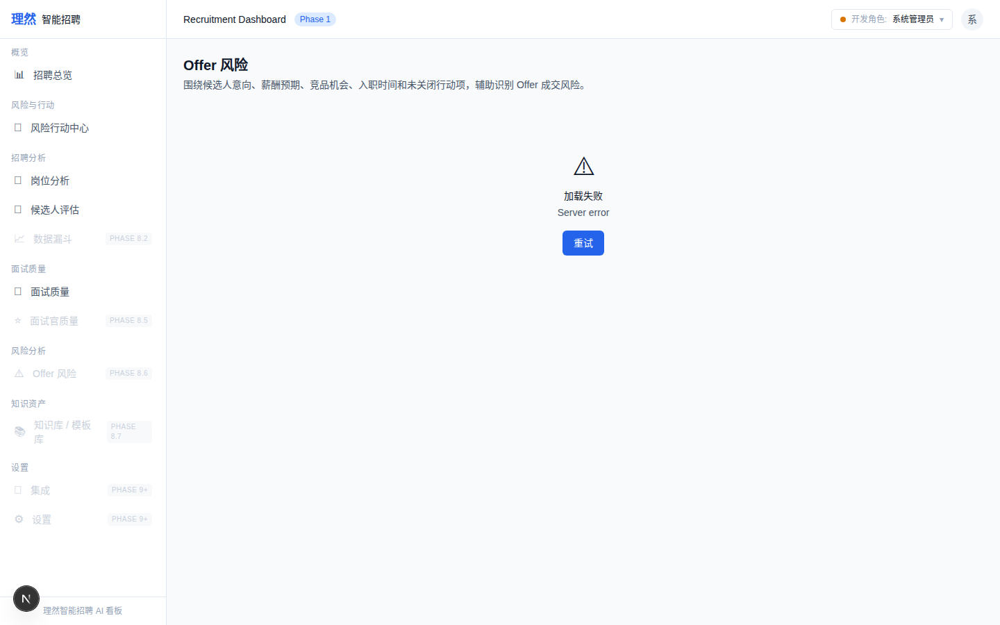 理然 智能招聘
Recruitment Dashboard Phase 1
开发角色: 系统管理员 ▾ 系
概览
招聘总览
风险与行动
风险行动中心
招聘分析
岗位分析
候选人评估
数据漏斗 PHASE 8.2
面试质量
面试质量
面试官质量 PHASE 8.5
风险分析
Offer 风险 PHASE 8.6
知识资产
知识库 / 模板
库
PHASE
8.7
设置
集成 PHASE 9+
设置 PHASE 9+
N
理然智能招聘 AI 看板
Offer 风险
围绕候选人意向、薪酬预期、竞品机会、入职时间和未关闭行动项，辅助识别 Offer 成交风险。
加载失败
Server error
重试